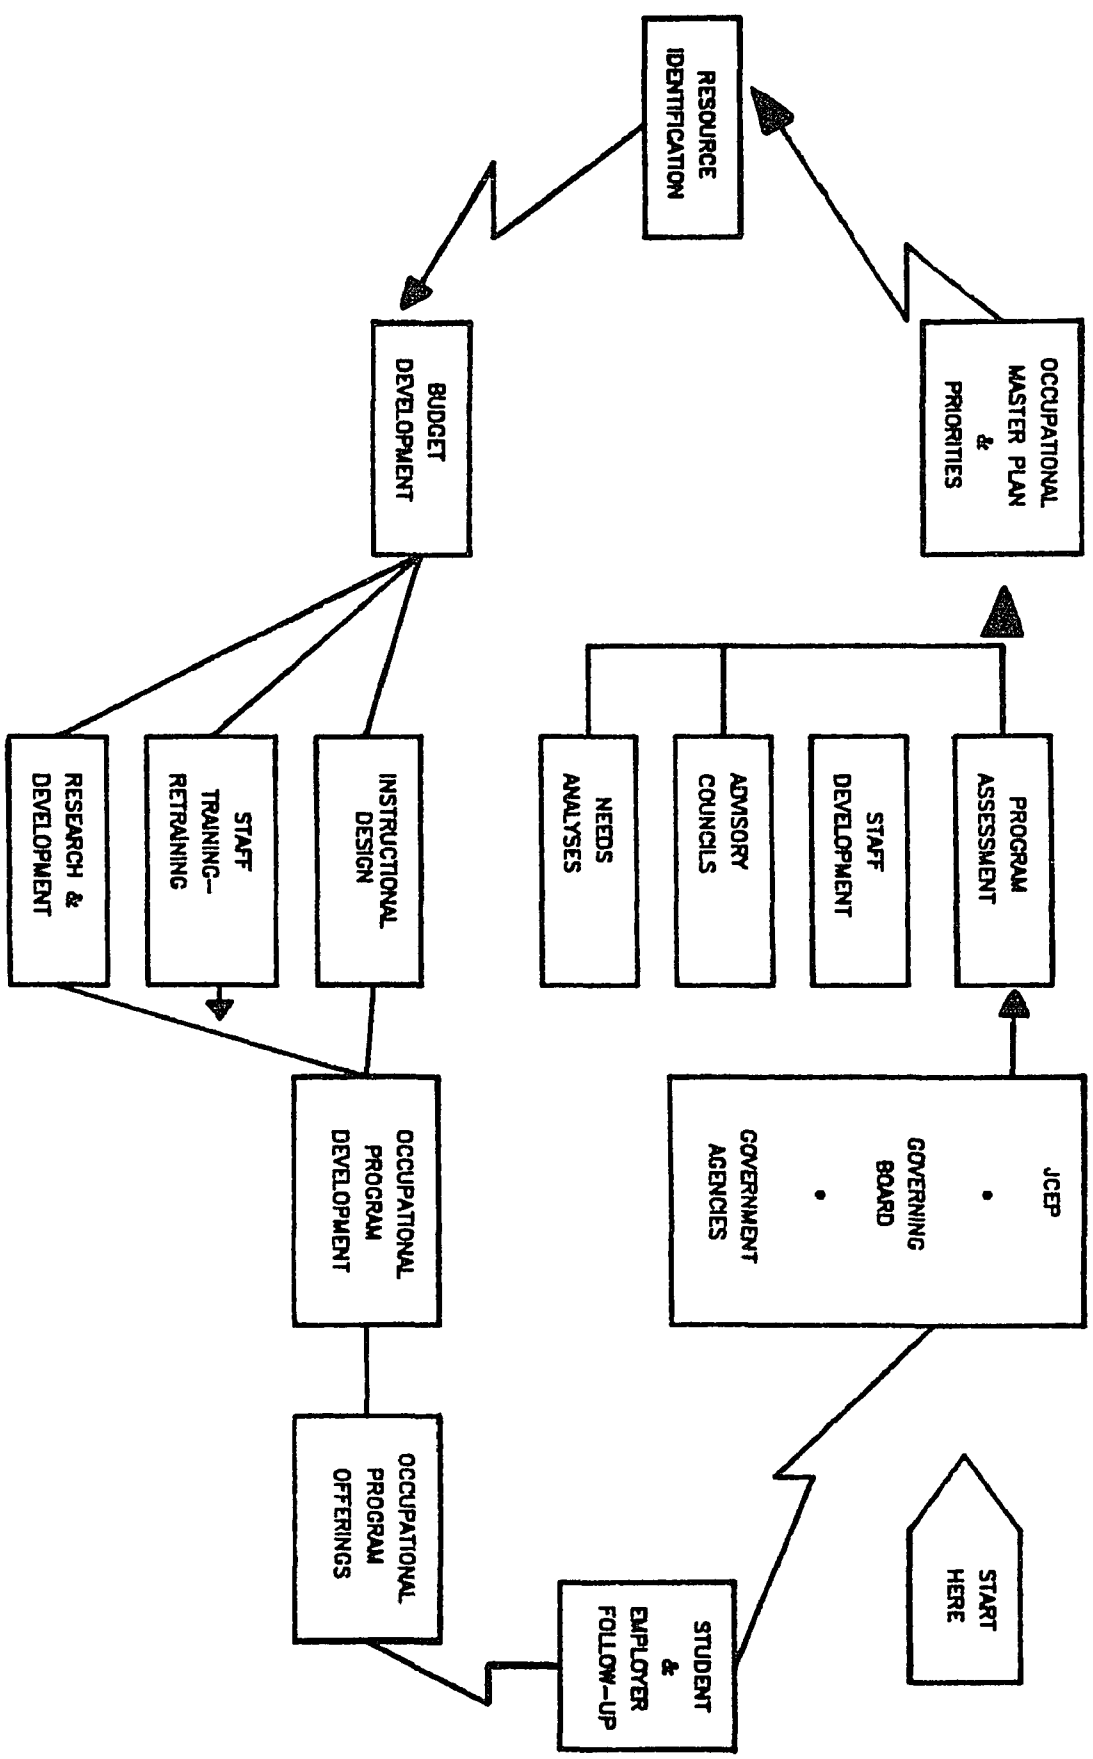 START
HERE
JCEP
•
GOVERNING
BOARD
•
GOVERNMENT
AGENCIES
PROGRAM
ASSESSMENT
STAFF
DEVELOPMENT
ADVISORY
COUNCILS
NEEDS
ANALYSES
OCCUPATIONAL
MASTER PLAN
&
PRIORITIES
RESOURCE
IDENTIFICATION
BUDGET
DEVELOPMENT
INSTRUCTIONAL
DESIGN
STAFF
TRAINING—
RETRAINING
RESEARCH &
DEVELOPMENT
OCCUPATIONAL
PROGRAM
DEVELOPMENT
OCCUPATIONAL
PROGRAM
OFFERINGS
STUDENT
&
EMPLOYER
FOLLOW-UP